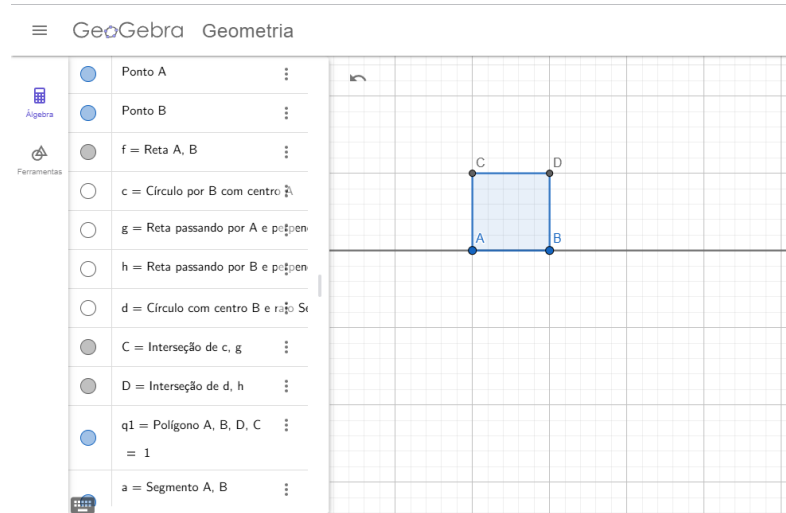 GeoGebra Geometria
Álgebra
Ferramentas
Ponto A
Ponto B
f = Reta A, B
c = Círculo por B com centro A
g = Reta passando por A e perpen
h = Reta passando por B e perpen
d = Círculo com centro B e raio Se
C = Interseção de c, g
D = Interseção de d, h
q1 = Polígono A, B, D, C
= 1
a = Segmento A, B
C D
A B